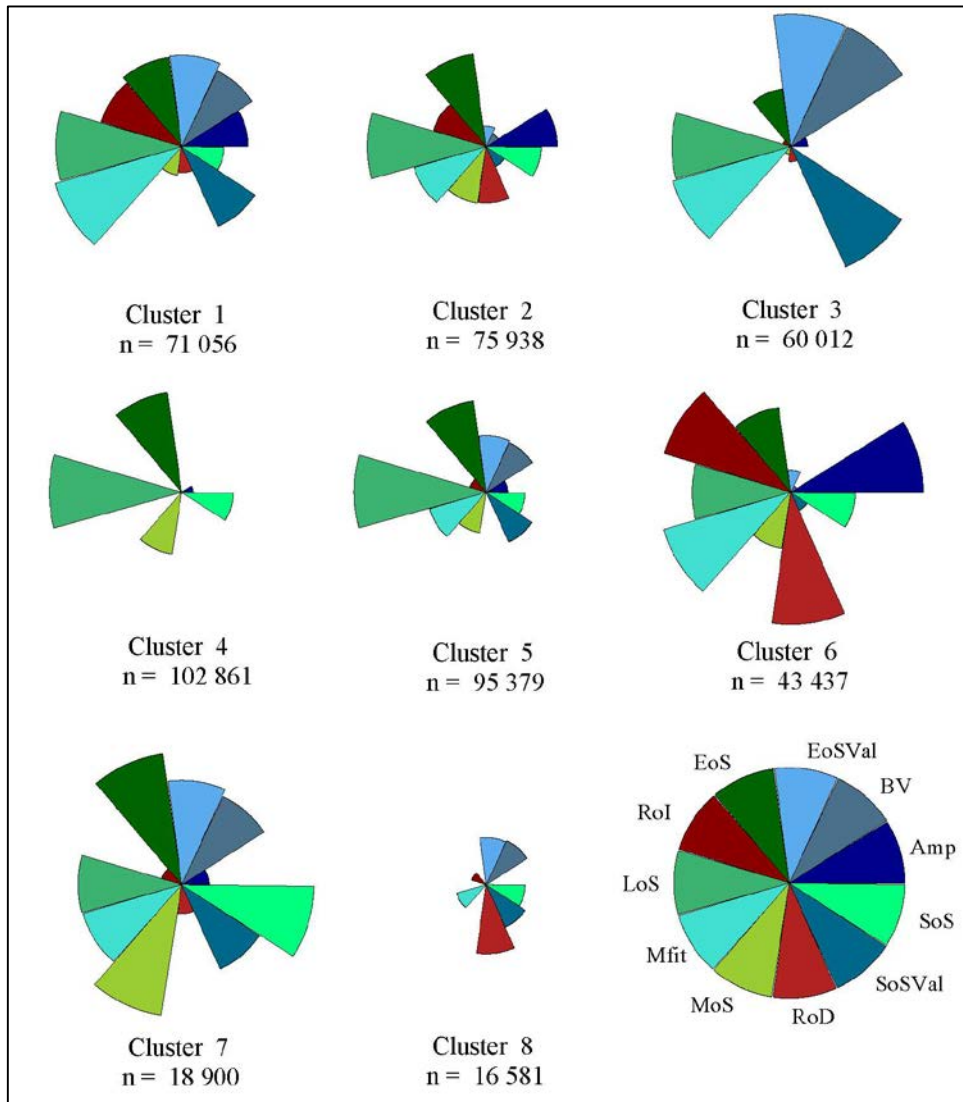 Cluster 1
n = 71 056
Cluster 2
n = 75 938
Cluster 3
n = 60 012
Cluster 4
n = 102 861
Cluster 5
n = 95 379
Cluster 6
n = 43 437
Cluster 7
n = 18 900
Cluster 8
n = 16 581
EoSVal
EoS
BV
RoI
Amp
LoS
SoS
Mfit
SoSVal
MoS
RoD